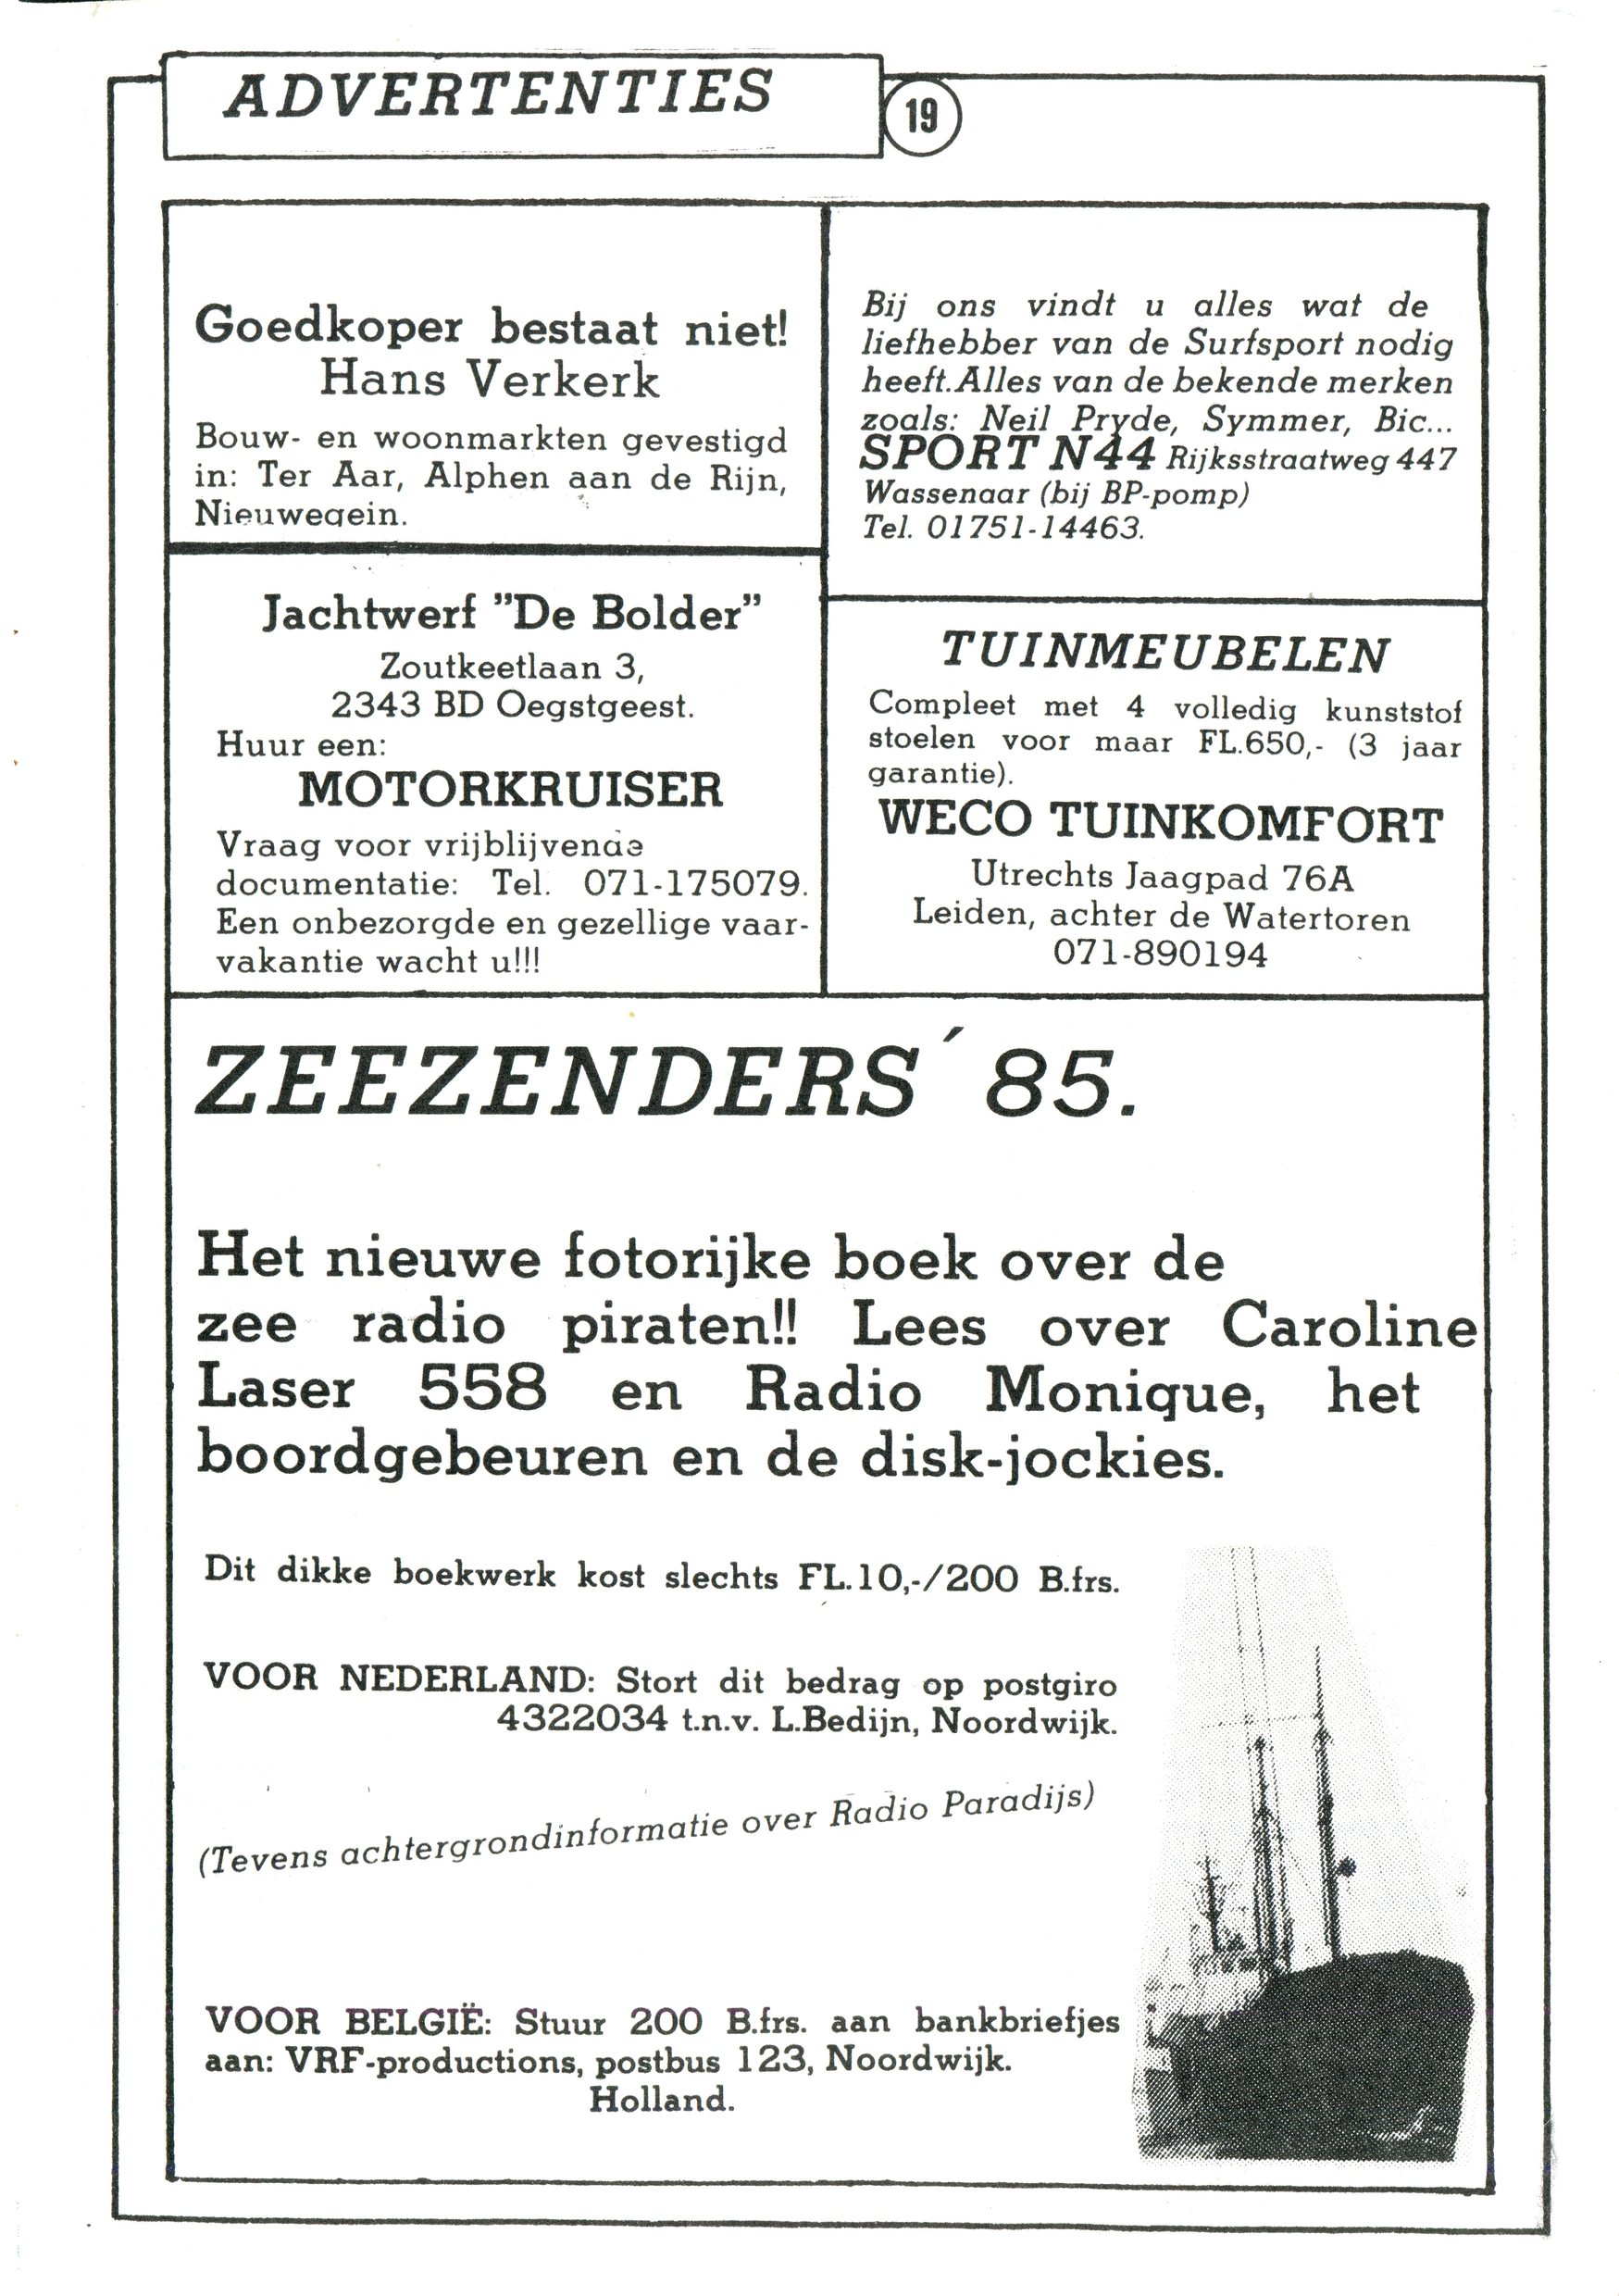 ADVERTENTIES
19
Goedkoper bestaat niet!
Hans Verkerk
Bouw- en woonmarkten gevestigd
in: Ter Aar, Alphen aan de Rijn,
Nieuwegein.
Bij ons vindt u alles wat de
liefhebber van de Surfsport nodig
heeft.Alles van de bekende merken
zoals: Neil Pryde, Symmer, Bic...
SPORT N44 Rijksstraatweg 447
Wassenaar (bij BP-pomp)
Tel. 01751-14463.
Jachtwerf "De Bolder"
Zoutkeetlaan 3,
2343 BD Oegstgeest.
Huur een:
MOTORKRUISER
Vraag voor vrijblijvende
documentatie: Tel. 071-175079.
Een onbezorgde en gezellige vaar-
vakantie wacht u!!!
TUINMEUBELEN
Compleet met 4 volledig kunststof
stoelen voor maar FL.650,- (3 jaar
garantie).
WECO TUINKOMFORT
Utrechts Jaagpad 76A
Leiden, achter de Watertoren
071-890194
ZEEZENDERS ´85.
Het nieuwe fotorijke boek over de
zee radio piraten!! Lees over Caroline
Laser 558 en Radio Monique, het
boordgebeuren en de disk-jockies.
Dit dikke boekwerk kost slechts FL.10,-/200 B.frs.
VOOR NEDERLAND: Stort dit bedrag op postgiro
4322034 t.n.v. L.Bedijn, Noordwijk.
(Tevens achtergrondinformatie over Radio Paradijs)
VOOR BELGIË: Stuur 200 B.frs. aan bankbriefjes
aan: VRF-productions, postbus 123, Noordwijk.
Holland.